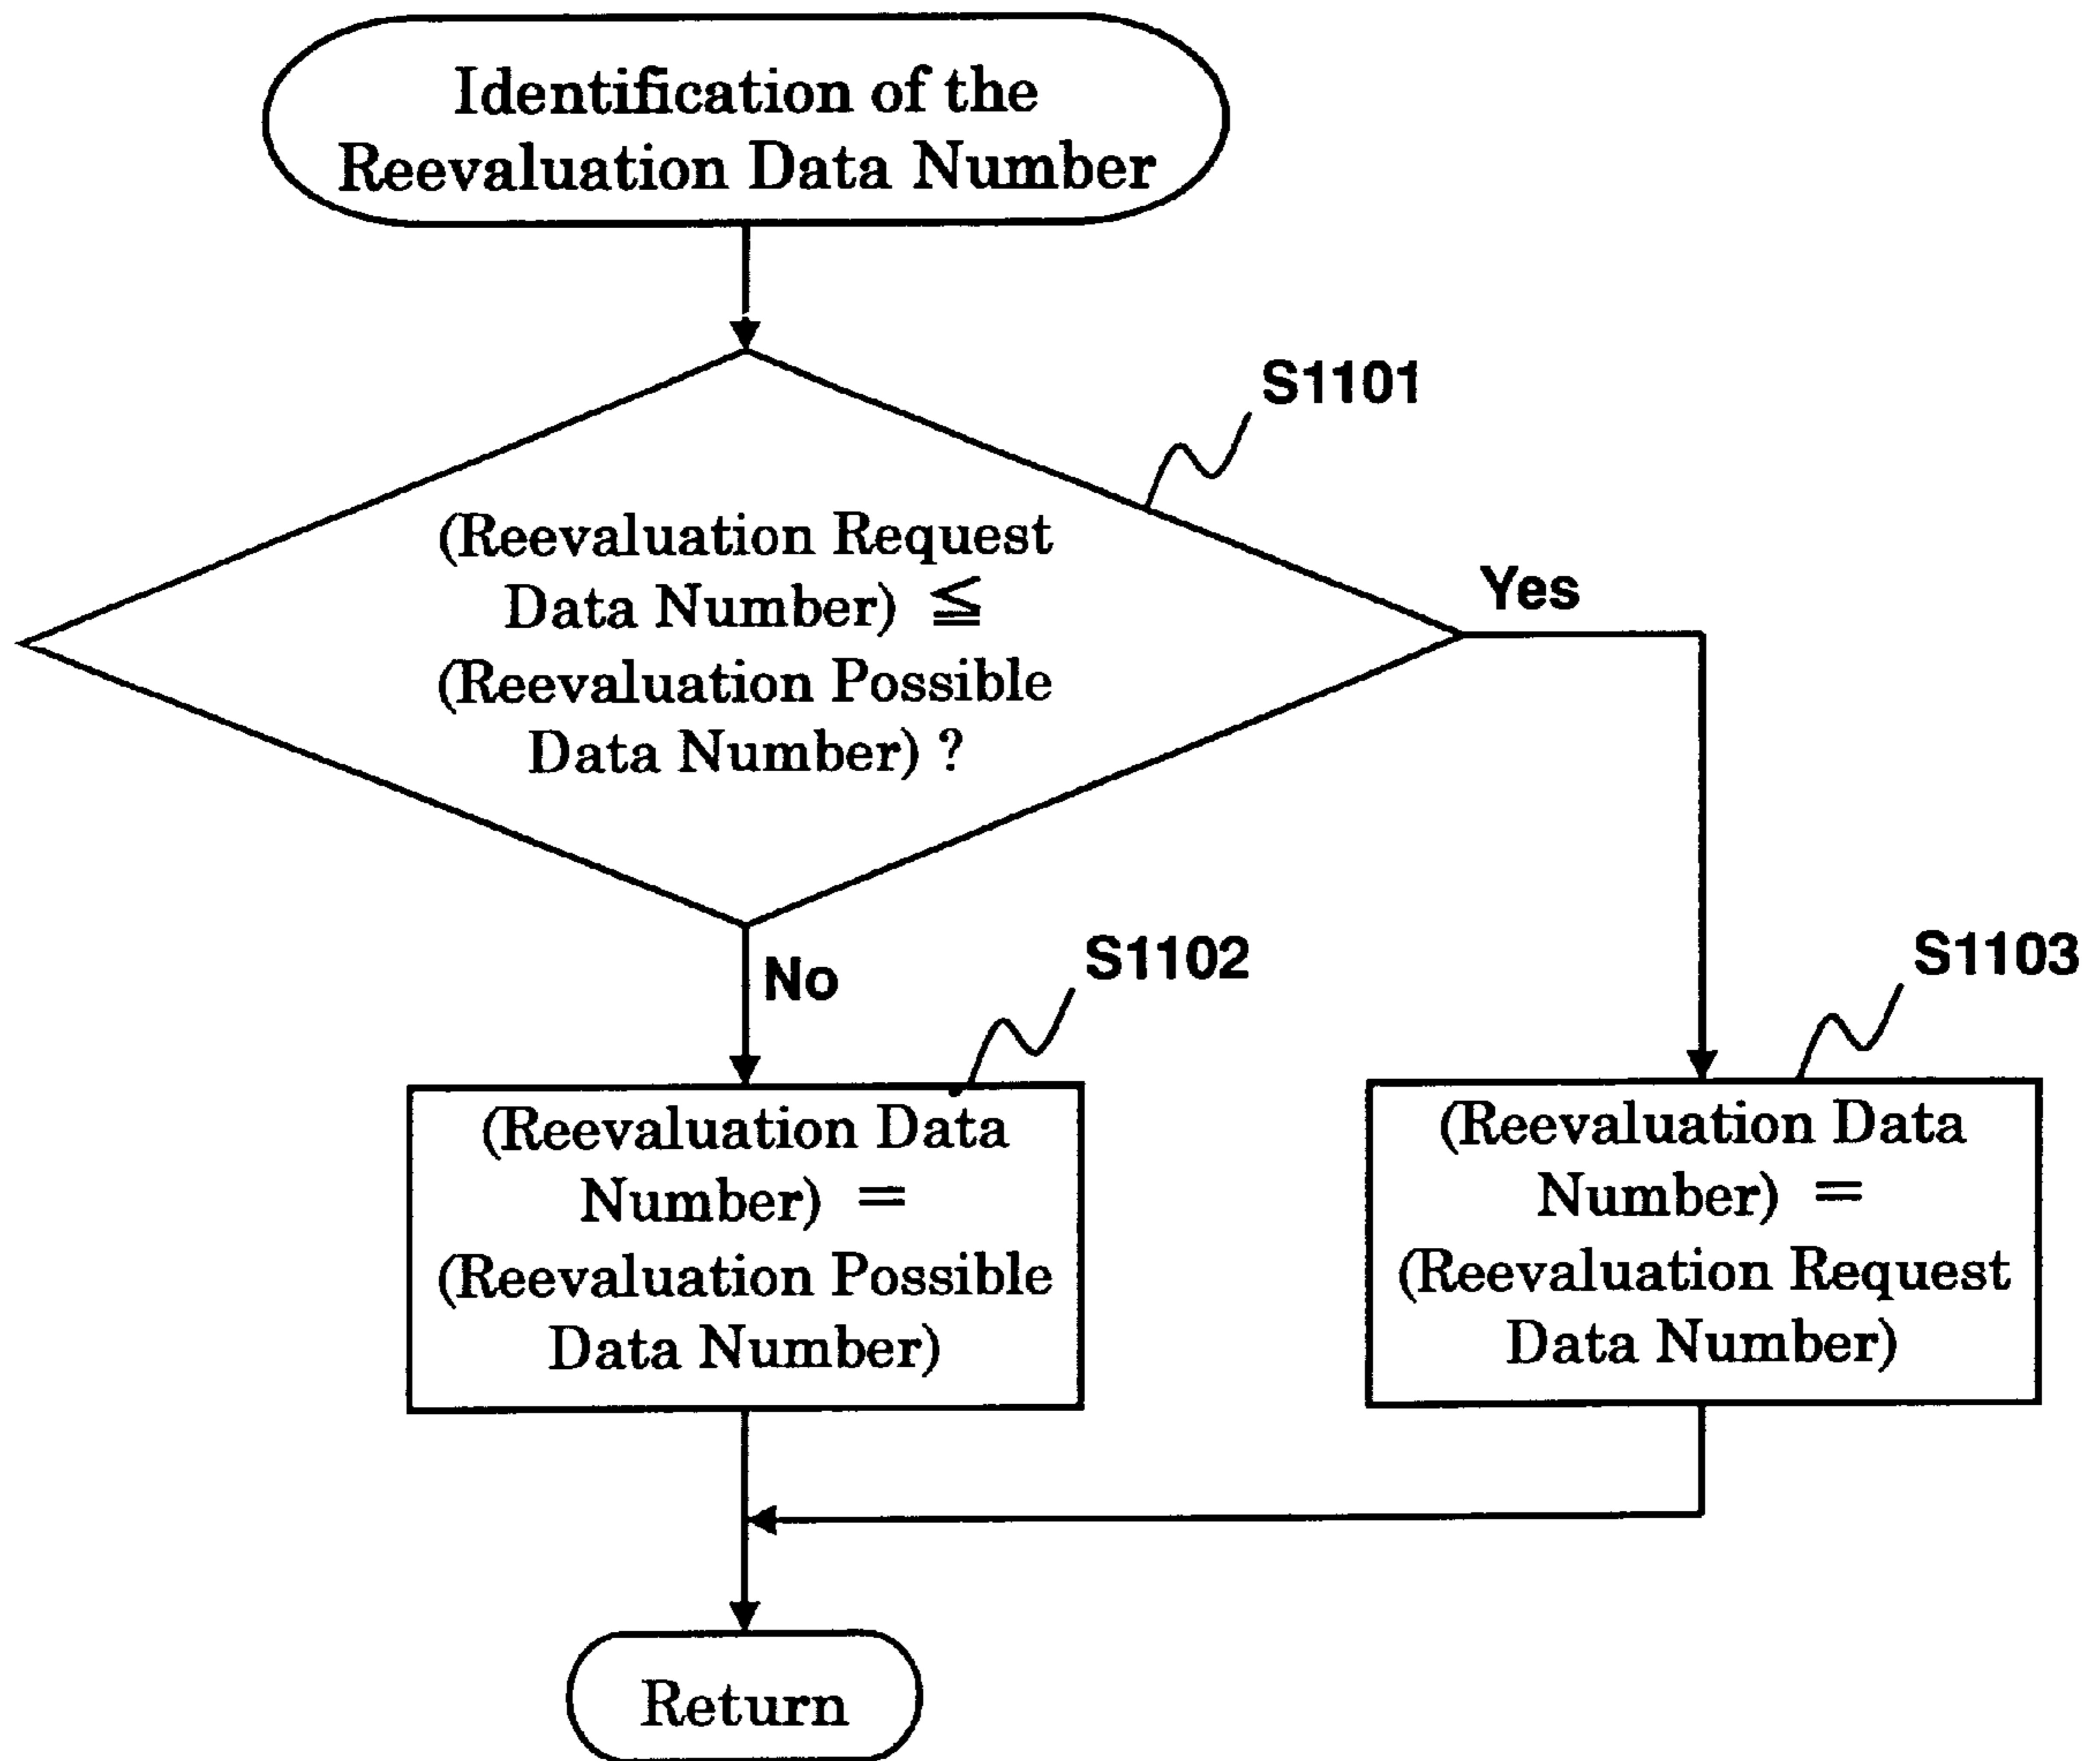 Identification of the
Reevaluation Data Number
S1101
(Reevaluation Request
Data Number) ≦
(Reevaluation Possible
Data Number) ?
Yes
No
S1102
S1103
(Reevaluation Data
Number) =
(Reevaluation Possible
Data Number)
(Reevaluation Data
Number) =
(Reevaluation Request
Data Number)
Return